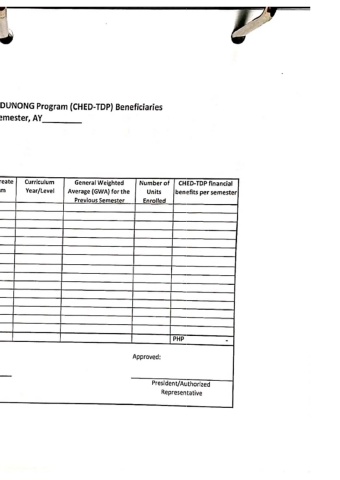 DUNONG Program (CHED-TDP) Beneficiaries
emester, AY________
reate Curriculum General Weighted Number of CHED-TDP financial
m Year/Level Average (GWA) for the Units benefits per semester
Previous Semester Enrolled
PHP -
Approved:
President/Authorized
Representative